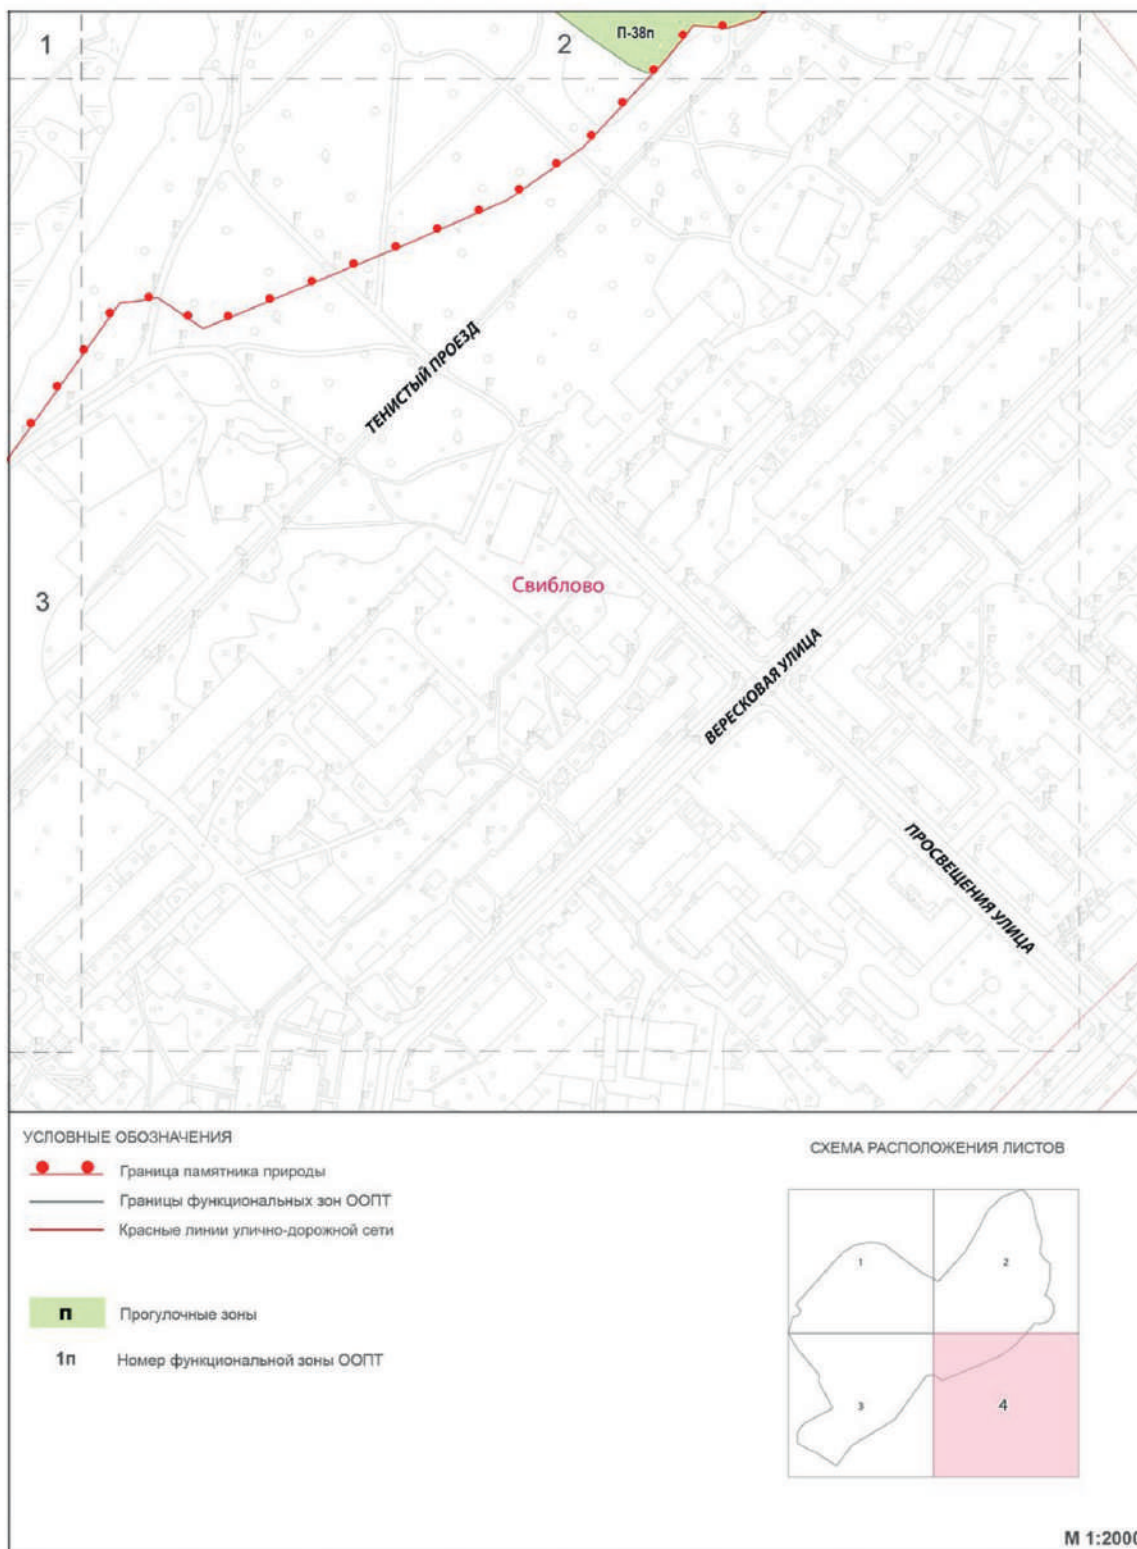 1
2
П-38п
ТЕНИСТЫЙ ПРОЕЗД
Свиблово
3
ВЕРЕСКОВАЯ УЛИЦА
ПРОСВЕЩЕНИЯ УЛИЦА
УСЛОВНЫЕ ОБОЗНАЧЕНИЯ
Граница памятника природы
Границы функциональных зон ООПТ
Красные линии улично-дорожной сети
П Прогулочные зоны
1п Номер функциональной зоны ООПТ
СХЕМА РАСПОЛОЖЕНИЯ ЛИСТОВ
1
2
3
4
М 1:2000